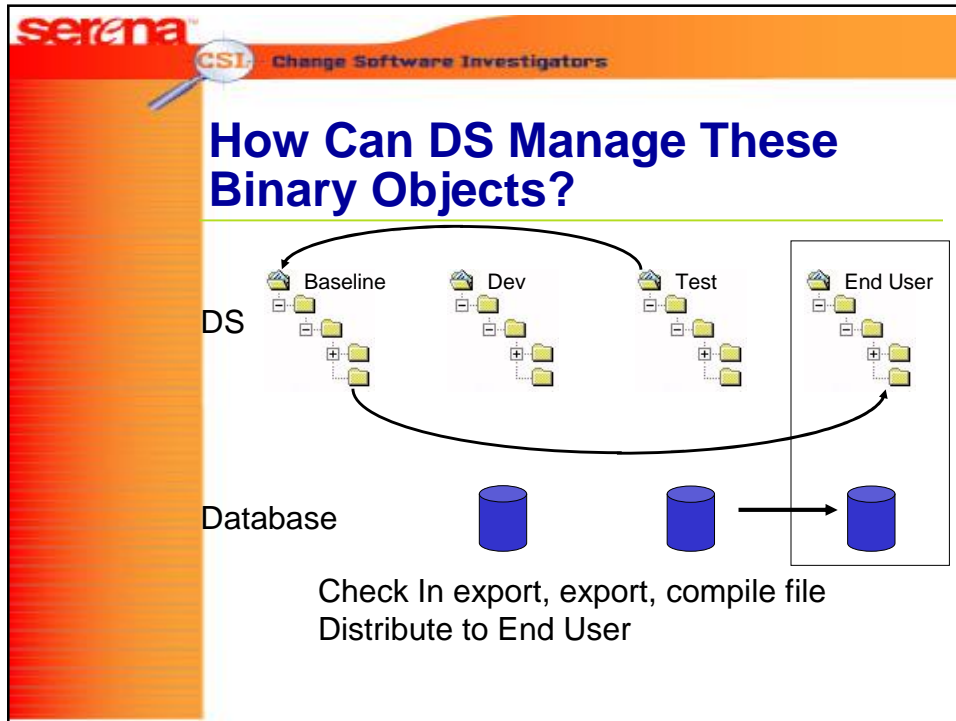 serena™
CSI Change Software Investigators
How Can DS Manage These
Binary Objects?
Baseline Dev Test End User
DS
Database
Check In export, export, compile file
Distribute to End User